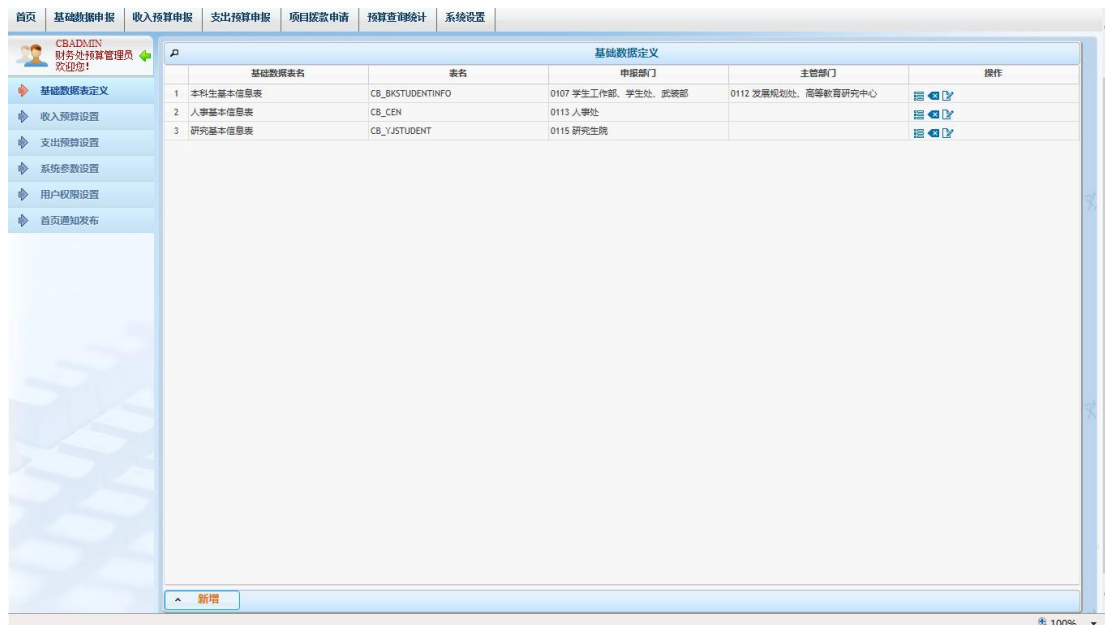 首页 基础数据申报 收入预算申报 支出预算申报 项目拨款申请 预算查询统计 系统设置
CBADMIN
财务处预算管理员
欢迎您!
基础数据表定义
收入预算设置
支出预算设置
系统参数设置
用户权限设置
首页通知发布
基础数据定义
基础数据表名 表名 申报部门 主管部门 操作
1 本科生基本信息表 CB_BKSTUDENTINFO 0107 学生工作部、学生处、武装部 0112 发展规划处、高等教育研究中心
2 人事基本信息表 CB_CEN 0113 人事处
3 研究基本信息表 CB_YJSTUDENT 0115 研究生院
新增
100%